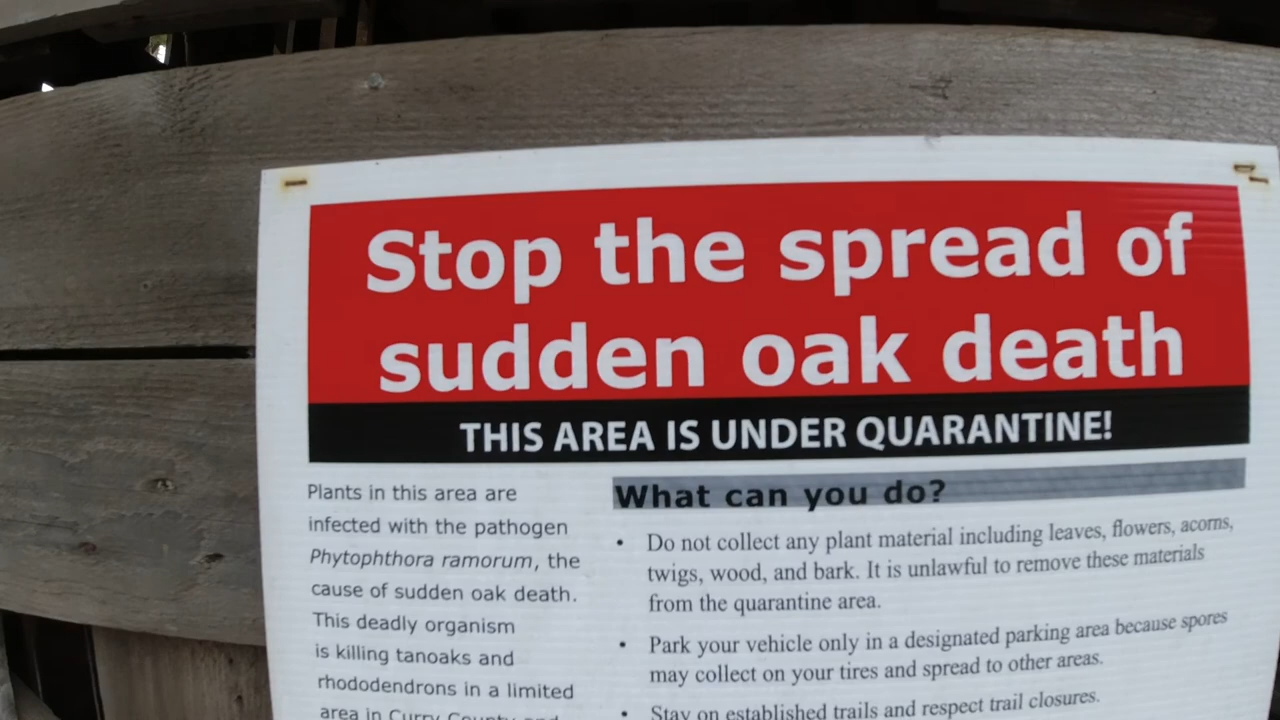 Stop the spread of
sudden oak death
THIS AREA IS UNDER QUARANTINE!
Plants in this area are
infected with the pathogen
Phytophthora ramorum, the
cause of sudden oak death.
This deadly organism
is killing tanoaks and
rhododendrons in a limited
area in Curry County and
What can you do?
• Do not collect any plant material including leaves, flowers, acorns,
twigs, wood, and bark. It is unlawful to remove these materials
from the quarantine area.
• Park your vehicle only in a designated parking area because spores
may collect on your tires and spread to other areas.
• Stay on established trails and respect trail closures.